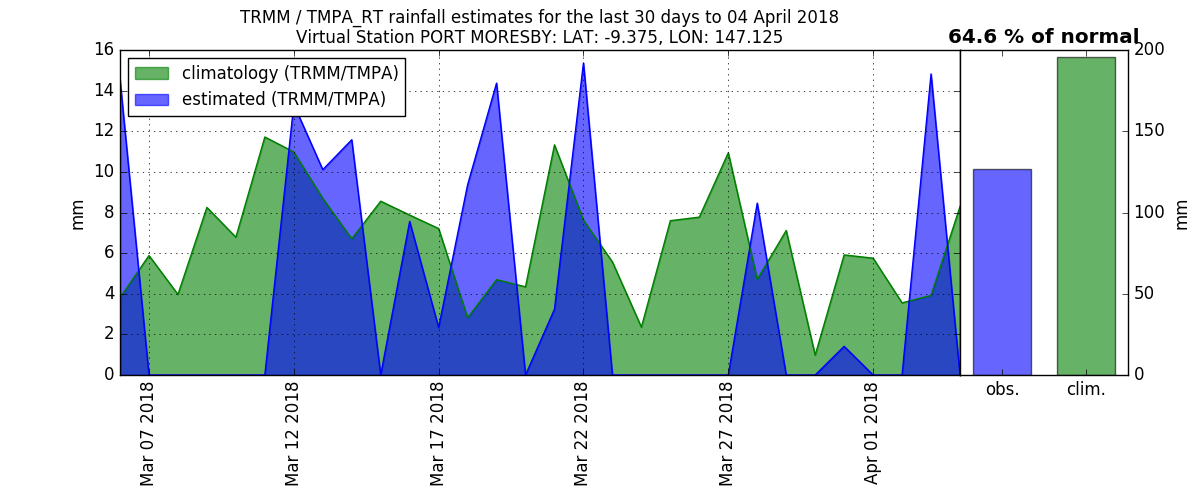 TRMM / TMPA_RT rainfall estimates for the last 30 days to 04 April 2018
Virtual Station PORT MORESBY: LAT: -9.375, LON: 147.125
64.6 % of normal
climatology (TRMM/TMPA)
estimated (TRMM/TMPA)
16
14
12
10
8
6
4
2
0
mm
200
150
100
50
0
mm
obs.
clim.
Mar 07 2018
Mar 12 2018
Mar 17 2018
Mar 22 2018
Mar 27 2018
Apr 01 2018